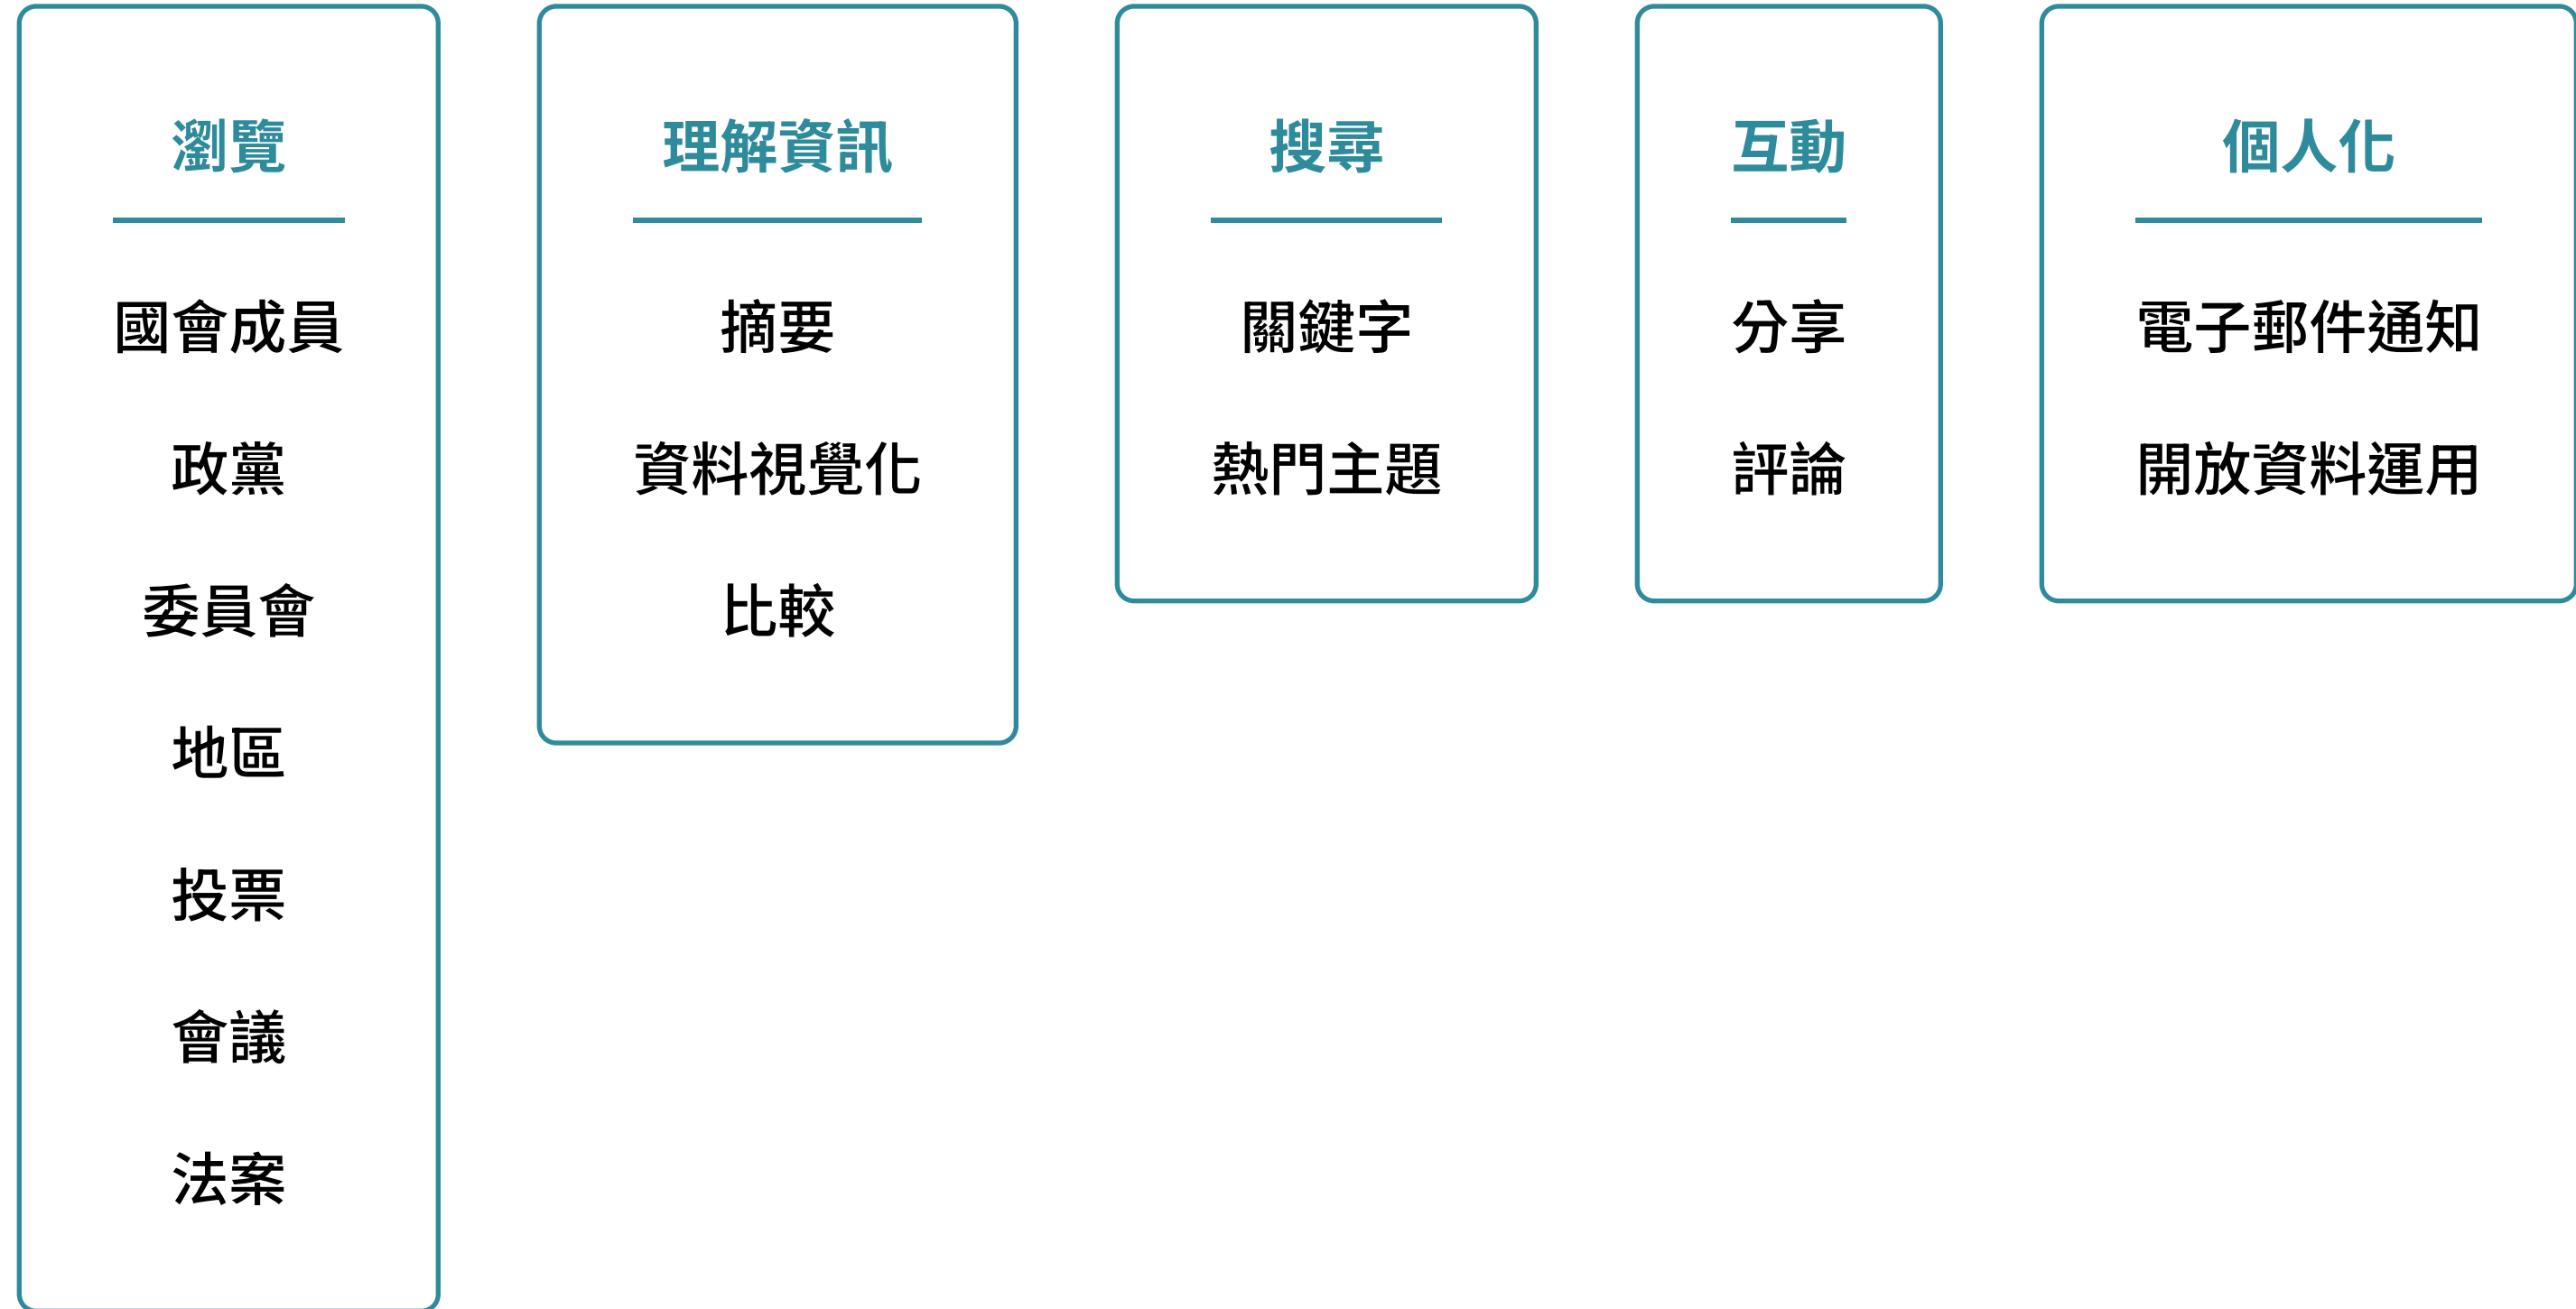 瀏覽
國會成員
政黨
委員會
地區
投票
會議
法案
理解資訊
摘要
資料視覺化
比較
搜尋
關鍵字
熱門主題
互動
分享
評論
個人化
電子郵件通知
開放資料運用